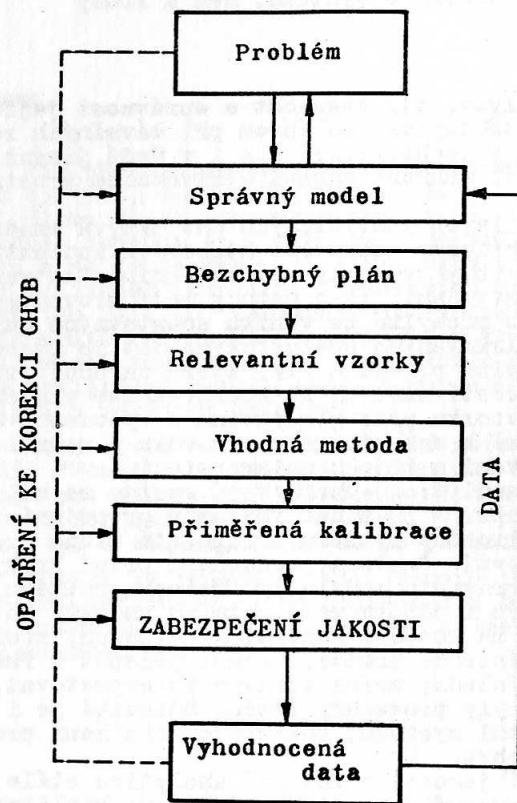 Problém
Správný model
Bezchybný plán
Relevantní vzorky
Vhodná metoda
Přiměřená kalibrace
ZABEZPEČENÍ JAKOSTI
Vyhodnocená
data
OPATŘENÍ KE KOREKCI CHYB
DATA